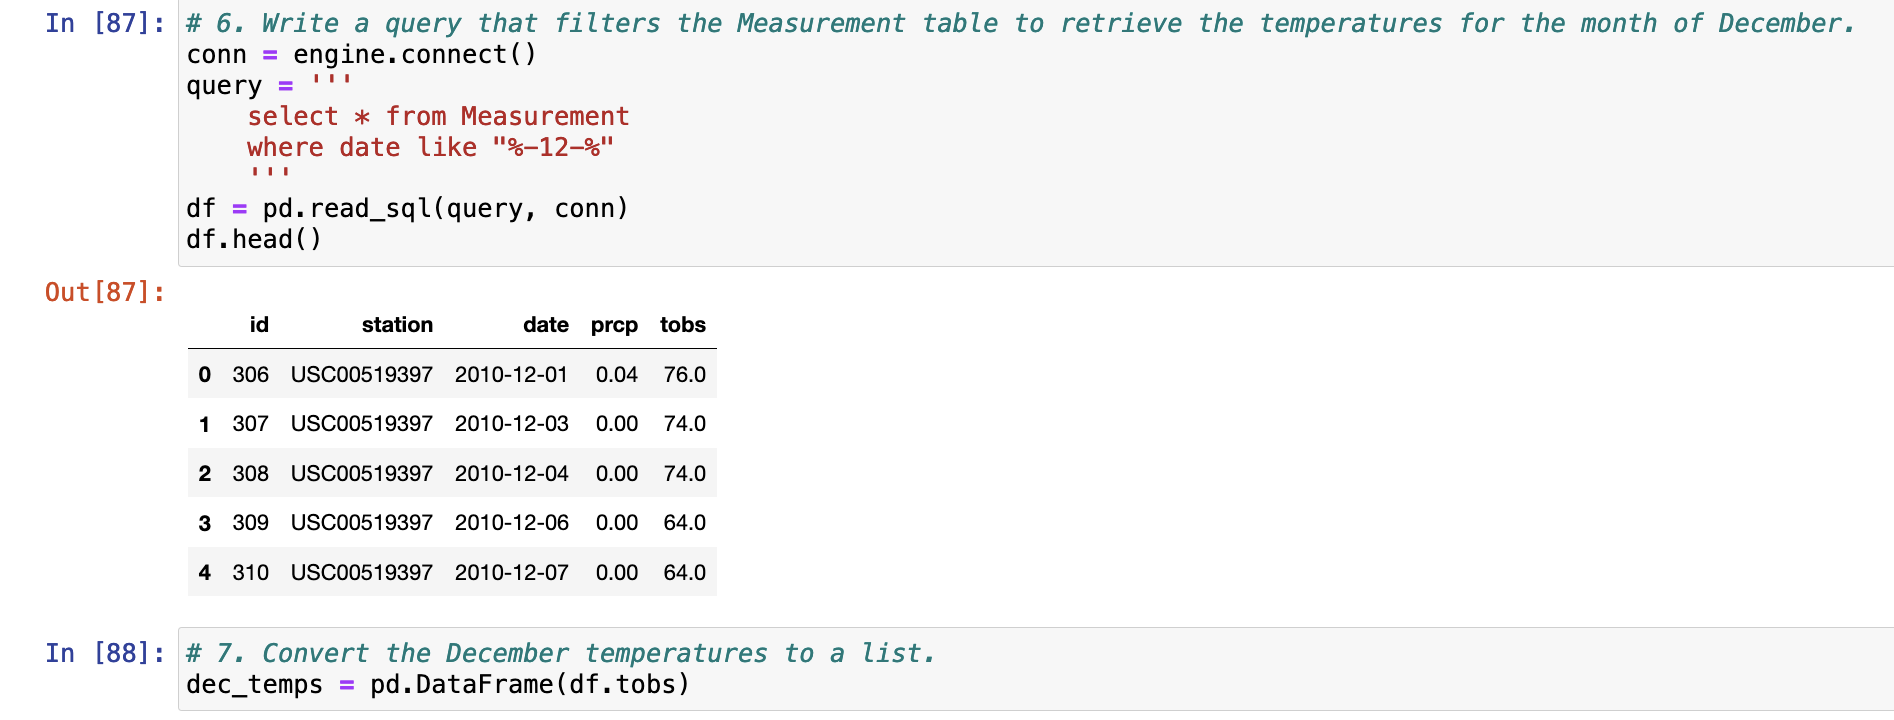 In [87]: # 6. Write a query that filters the Measurement table to retrieve the temperatures for the month of December.
conn = engine.connect()
query = '''
    select * from Measurement
    where date like "%-12-%"
    '''
df = pd.read_sql(query, conn)
df.head()
Out[87]:
id station date prcp tobs
0 306 USC00519397 2010-12-01 0.04 76.0
1 307 USC00519397 2010-12-03 0.00 74.0
2 308 USC00519397 2010-12-04 0.00 74.0
3 309 USC00519397 2010-12-06 0.00 64.0
4 310 USC00519397 2010-12-07 0.00 64.0
In [88]: # 7. Convert the December temperatures to a list.
dec_temps = pd.DataFrame(df.tobs)